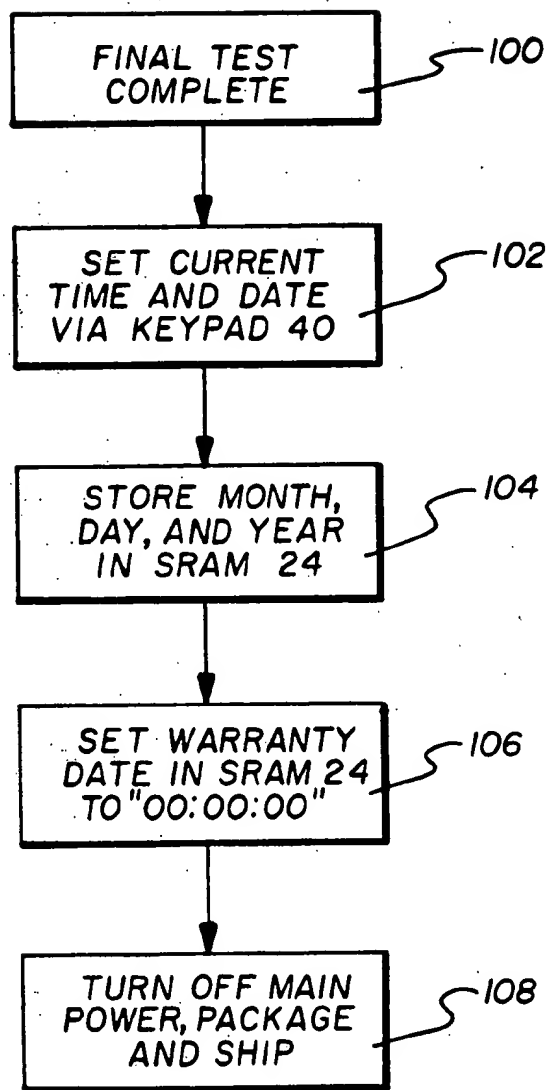 FINAL TEST
COMPLETE
100
SET CURRENT
TIME AND DATE
VIA KEYPAD 40
102
STORE MONTH,
DAY, AND YEAR
IN SRAM 24
104
SET WARRANTY
DATE IN SRAM 24
TO "00:00:00"
106
TURN OFF MAIN
POWER, PACKAGE
AND SHIP
108